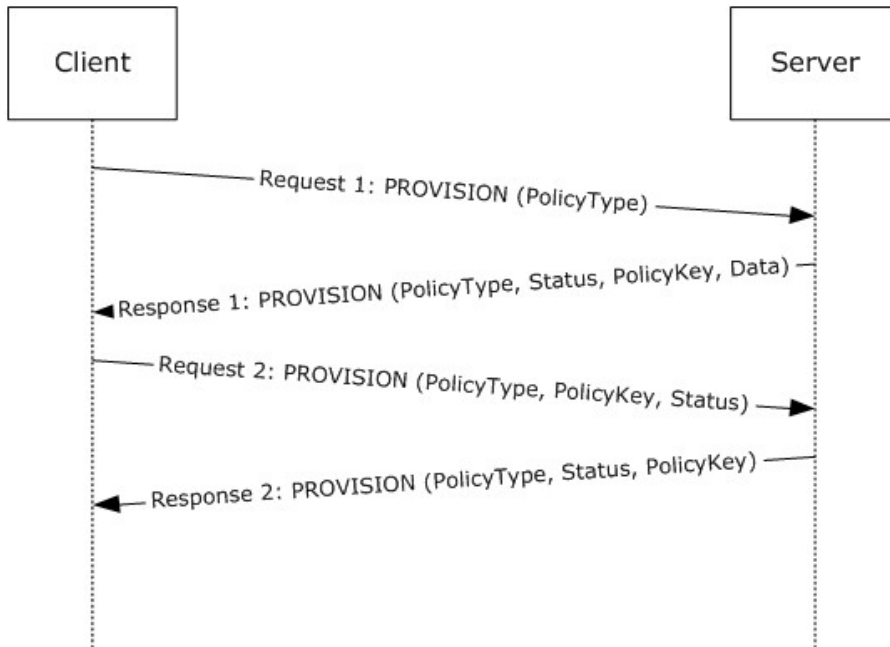 Client
Server
Request 1: PROVISION (PolicyType)
Response 1: PROVISION (PolicyType, Status, PolicyKey, Data)
Request 2: PROVISION (PolicyType, PolicyKey, Status)
Response 2: PROVISION (PolicyType, Status, PolicyKey)